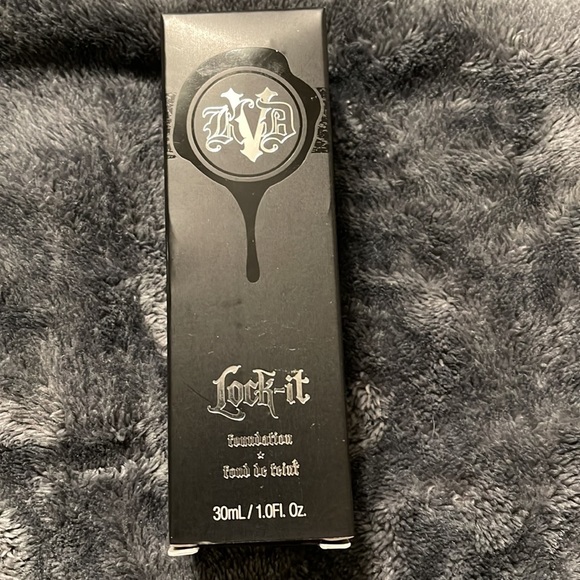 KVD
Lock-it
foundation
fond de teint
30mL / 1.0Fl. Oz.